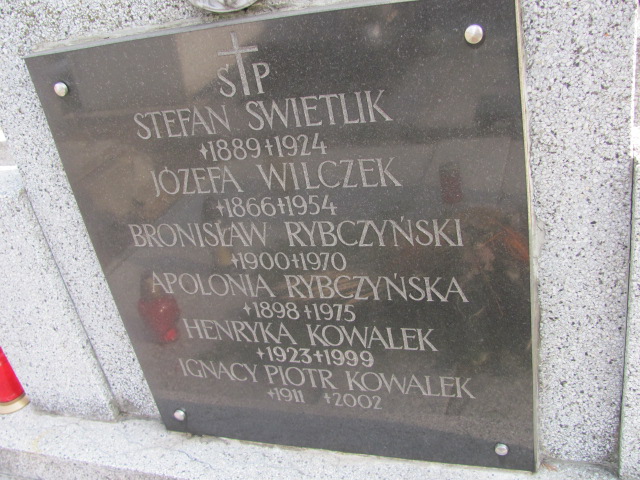 ŚP
STEFAN SWIETLIK
*1889 +1924
JÓZEFA WILCZEK
*1866 +1954
BRONISŁAW RYBCZYŃSKI
*1900 +1970
APOLONIA RYBCZYŃSKA
*1898 +1975
HENRYKA KOWALEK
*1923 +1999
IGNACY PIOTR KOWALEK
*1911 +2002